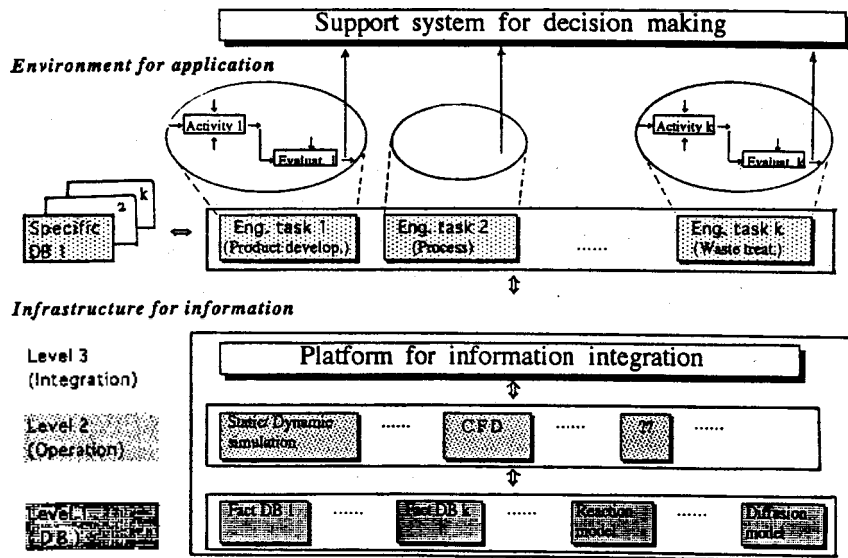 Support system for decision making
Environment for application
Activity 1
Evaluat. 1
Activity k
Evaluat. k
k
2
Specific
DB 1
Eng. task 1
(Product develop.)
Eng. task 2
(Process)
......
Eng. task k
(Waste treat.)
Infrastructure for information
Level 3
(Integration)
Platform for information integration
Level 2
(Operation)
Static/ Dynamic
simulation
......
CFD
......
??
......
Level 1
(DB)
Fact DB 1
......
Fact DB k
......
Reaction
model
......
Diffusion
model